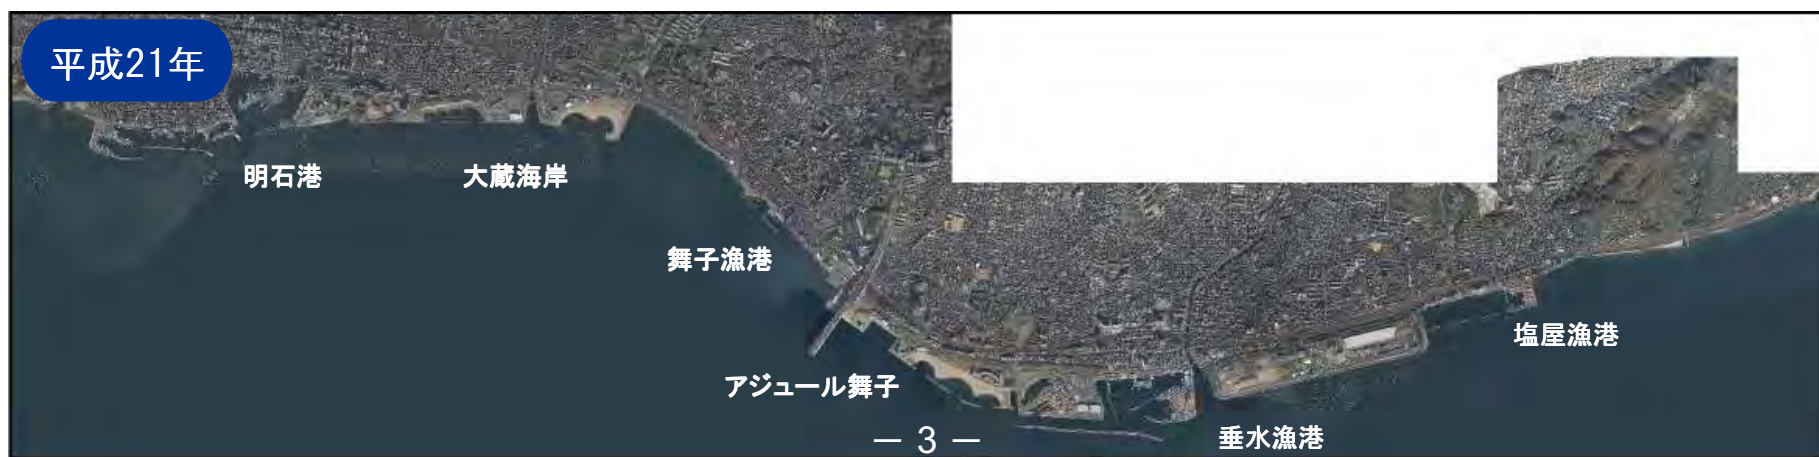 平成21年
明石港
大蔵海岸
舞子漁港
塩屋漁港
アジュール舞子
垂水漁港
－ 3 －